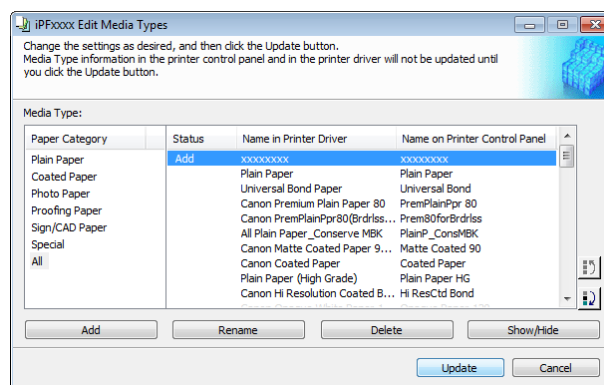 iPFxxxx Edit Media Types
Change the settings as desired, and then click the Update button.
Media Type information in the printer control panel and in the printer driver will not be updated until
you click the Update button.
Media Type:
Paper Category Status Name in Printer Driver Name on Printer Control Panel
Plain Paper
Coated Paper
Photo Paper
Proofing Paper
Sign/CAD Paper
Special
All
Add xxxxxxxx xxxxxxxx
Plain Paper Plain Paper
Universal Bond Paper Universal Bond
Canon Premium Plain Paper 80 PremPlainPpr 80
Canon PremPlainPpr80(Brdrlss... Prem80forBrdrlss
All Plain Paper_Conserve MBK PlainP_ConsMBK
Canon Matte Coated Paper 9... Matte Coated 90
Canon Coated Paper Coated Paper
Plain Paper (High Grade) Plain Paper HG
Canon Hi Resolution Coated B... Hi ResCtd Bond
Add Rename Delete Show/Hide
Update Cancel